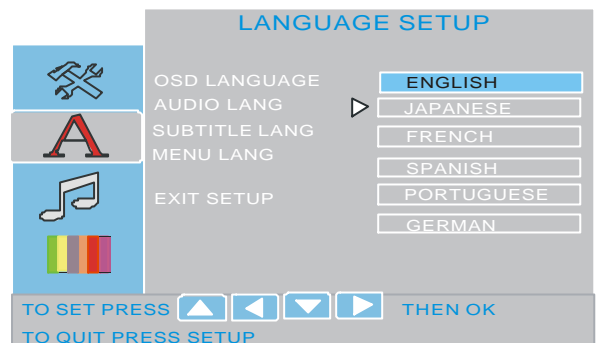 LANGUAGE SETUP
OSD LANGUAGE
AUDIO LANG
SUBTITLE LANG
MENU LANG
EXIT SETUP
ENGLISH
JAPANESE
FRENCH
SPANISH
PORTUGUESE
GERMAN
A
TO SET PRESS THEN OK
TO QUIT PRESS SETUP